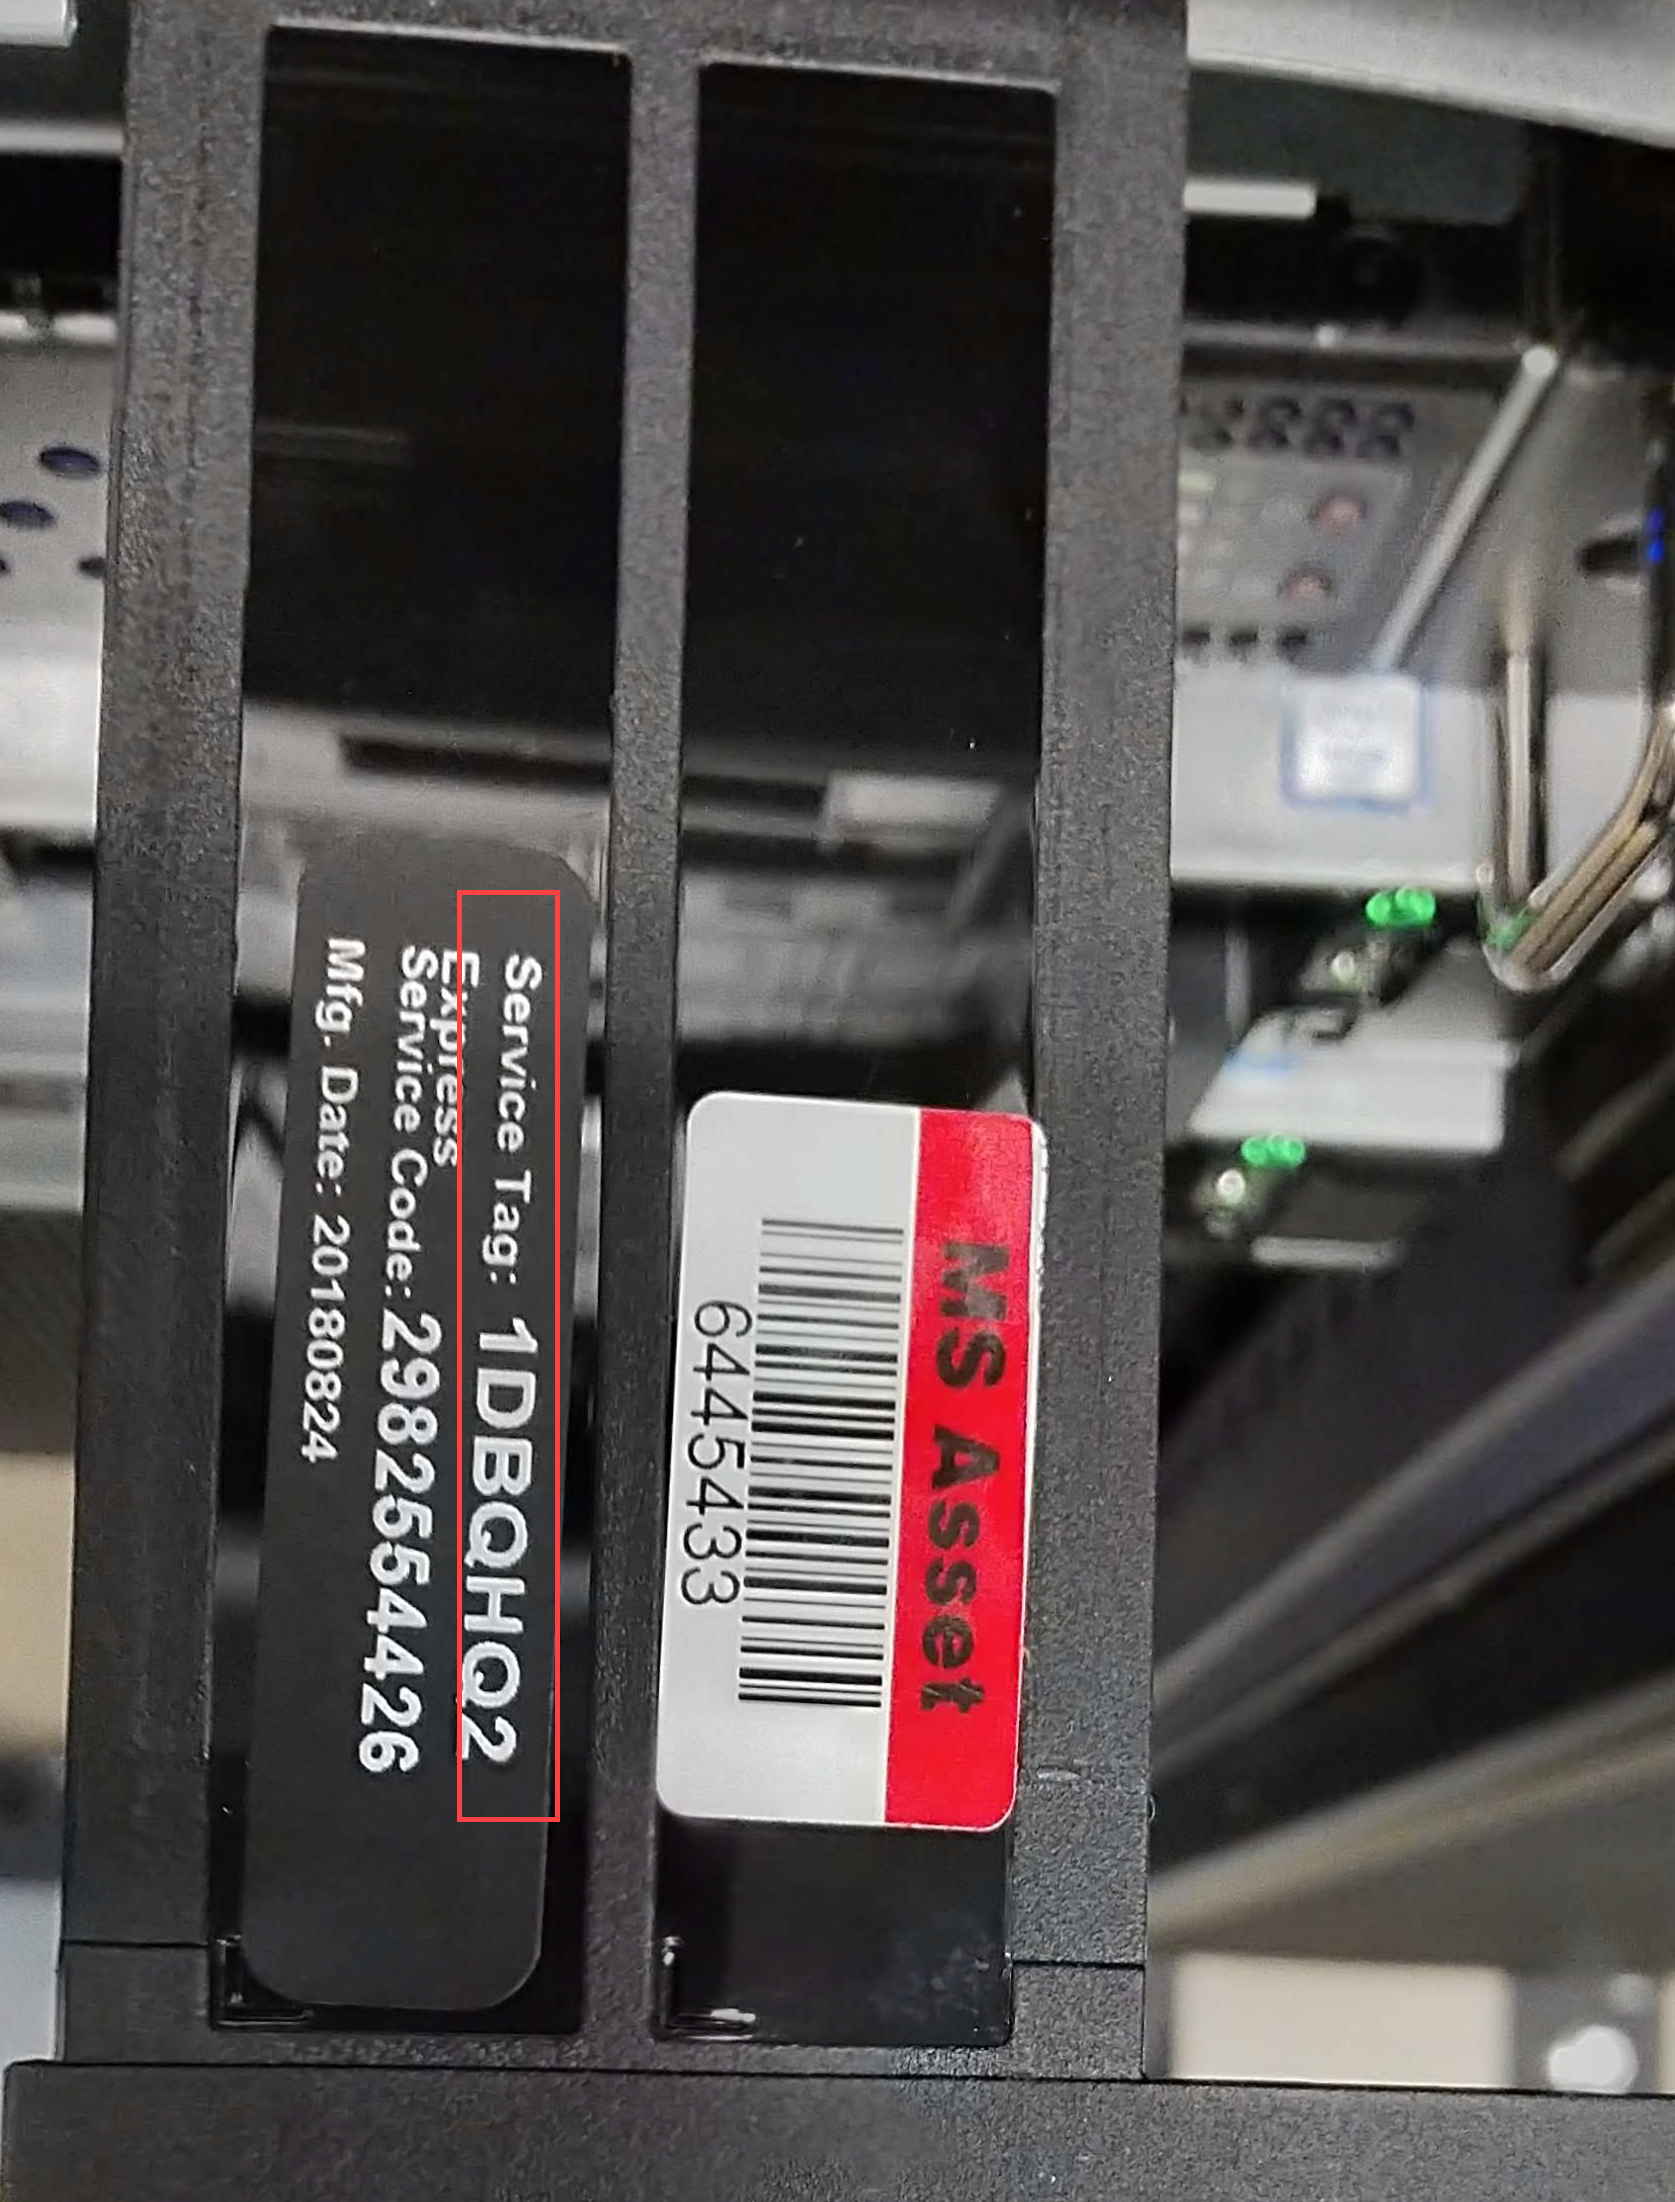 Service Tag: 1DBQHQ2
Express
Service Code: 2982554426
Mfg. Date: 20180824
MS Asset
6445433